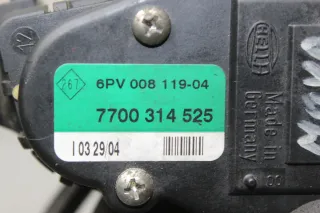 267
6PV 008 119-04
7700 314 525
I 03 29/04
HELLA
Made in
Germany